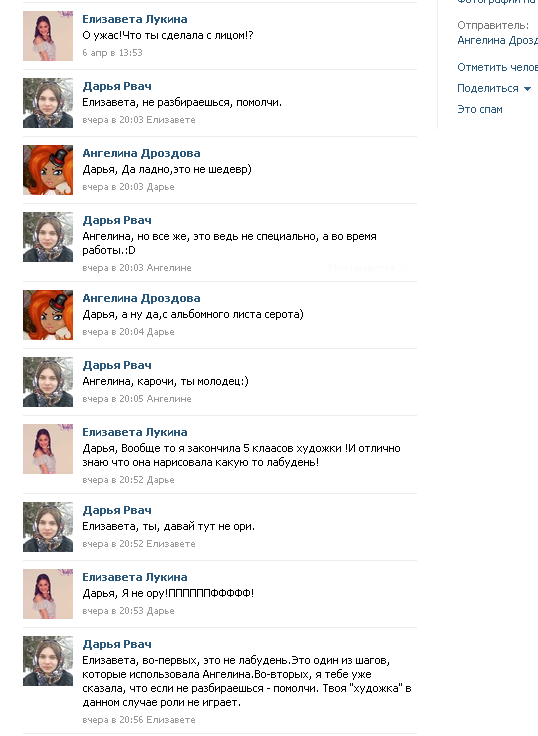 Фотографии на
Елизавета Лукина
О ужас!Что ты сделала с лицом!?
6 апр в 13:53
Отправитель:
Ангелина Дрозд
Отметить челов
Поделиться
Это спам
Дарья Рвач
Елизавета, не разбираешься, помолчи.
вчера в 20:03 Елизавете
Ангелина Дроздова
Дарья, Да ладно,это не шедевр)
вчера в 20:03 Дарье
Дарья Рвач
Ангелина, но все же, это ведь не специально, а во время
работы.:D
вчера в 20:03 Ангелине
Ангелина Дроздова
Дарья, а ну да,с альбомного листа серота)
вчера в 20:04 Дарье
Дарья Рвач
Ангелина, карочи, ты молодец:)
вчера в 20:05 Ангелине
Елизавета Лукина
Дарья, Вообще то я закончила 5 клаасов художки !И отлично
знаю что она нарисовала какую то лабудень!
вчера в 20:52 Дарье
Дарья Рвач
Елизавета, ты, давай тут не ори.
вчера в 20:52 Елизавете
Елизавета Лукина
Дарья, Я не ору!ППППППФФФФФ!
вчера в 20:53 Дарье
Дарья Рвач
Елизавета, во-первых, это не лабудень.Это один из шагов,
которые использовала Ангелина.Во-вторых, я тебе уже
сказала, что если не разбираешься - помолчи. Твоя "художка" в
данном случае роли не играет.
вчера в 20:56 Елизавете